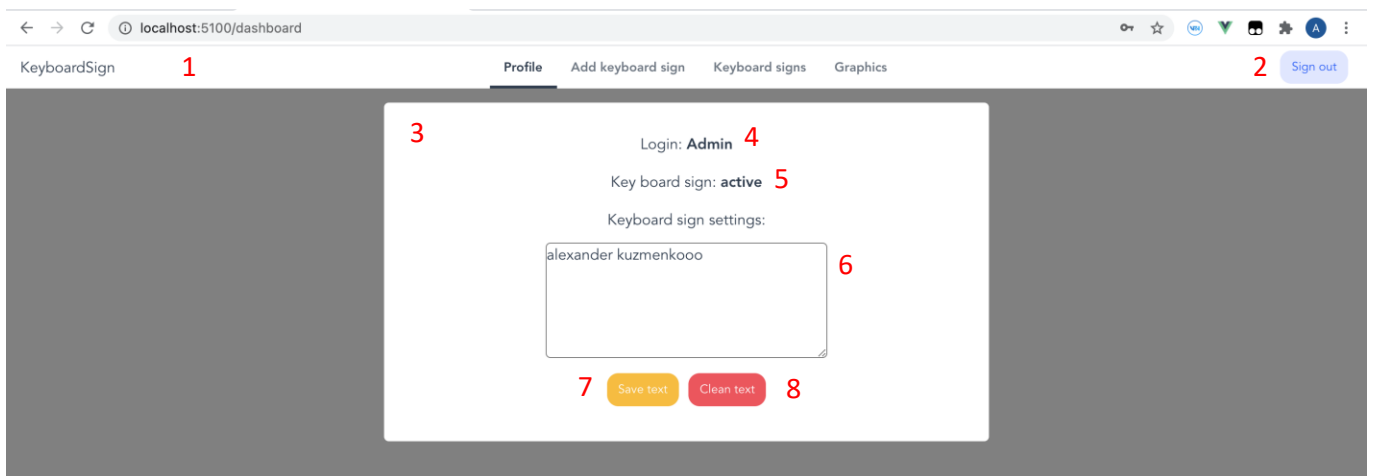 localhost:5100/dashboard A
KeyboardSign 1 Profile Add keyboard sign Keyboard signs Graphics 2 Sign out
3
Login: Admin 4
Key board sign: active 5
Keyboard sign settings:
alexander kuzmenkooo
6
7 Save text Clean text 8